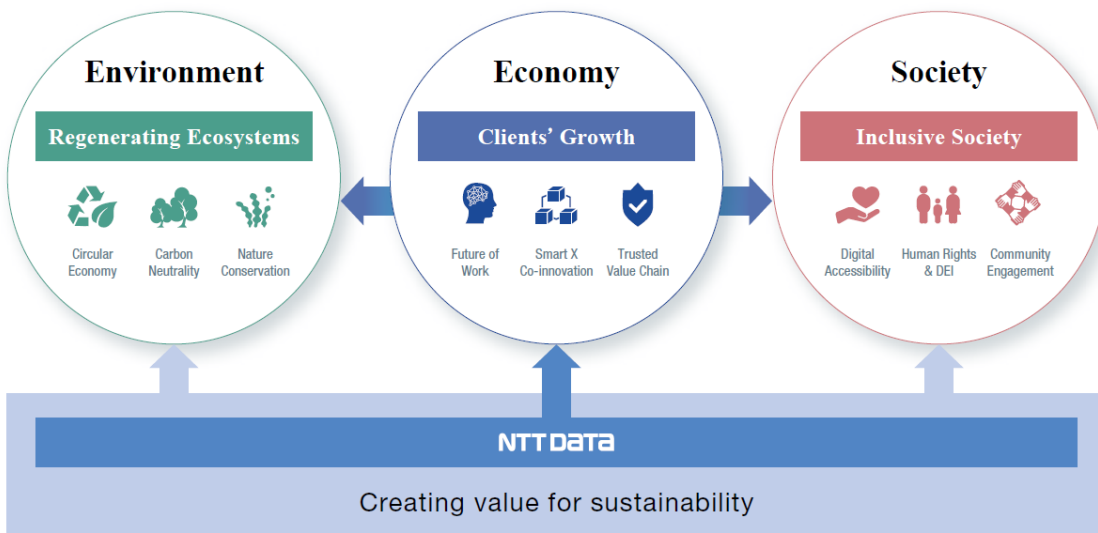 Environment
Regenerating Ecosystems
Circular
Economy
Carbon
Neutrality
Nature
Conservation
Economy
Clients’ Growth
Future of
Work
Smart X
Co-innovation
Trusted
Value Chain
Society
Inclusive Society
Digital
Accessibility
Human Rights
& DEI
Community
Engagement
NTT DATA
Creating value for sustainability